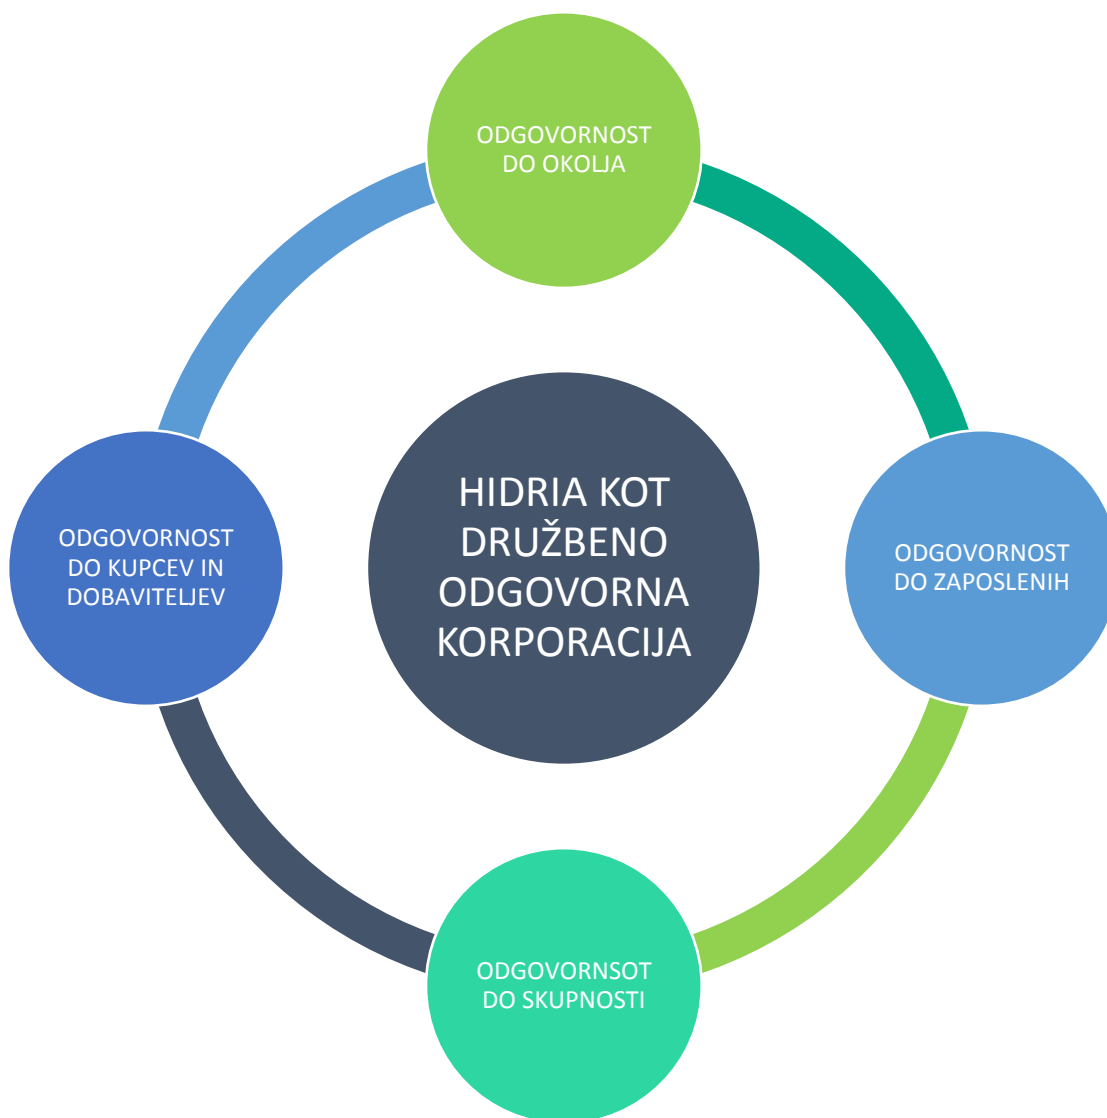 ODGOVORNOST
DO OKOLJA
HIDRIA KOT
DRUŽBENO
ODGOVORNA
KORPORACIJA
ODGOVORNOST
DO KUPCEV IN
DOBAVITELJEV
ODGOVORNOST
DO ZAPOSLENIH
ODGOVORNSOT
DO SKUPNOSTI